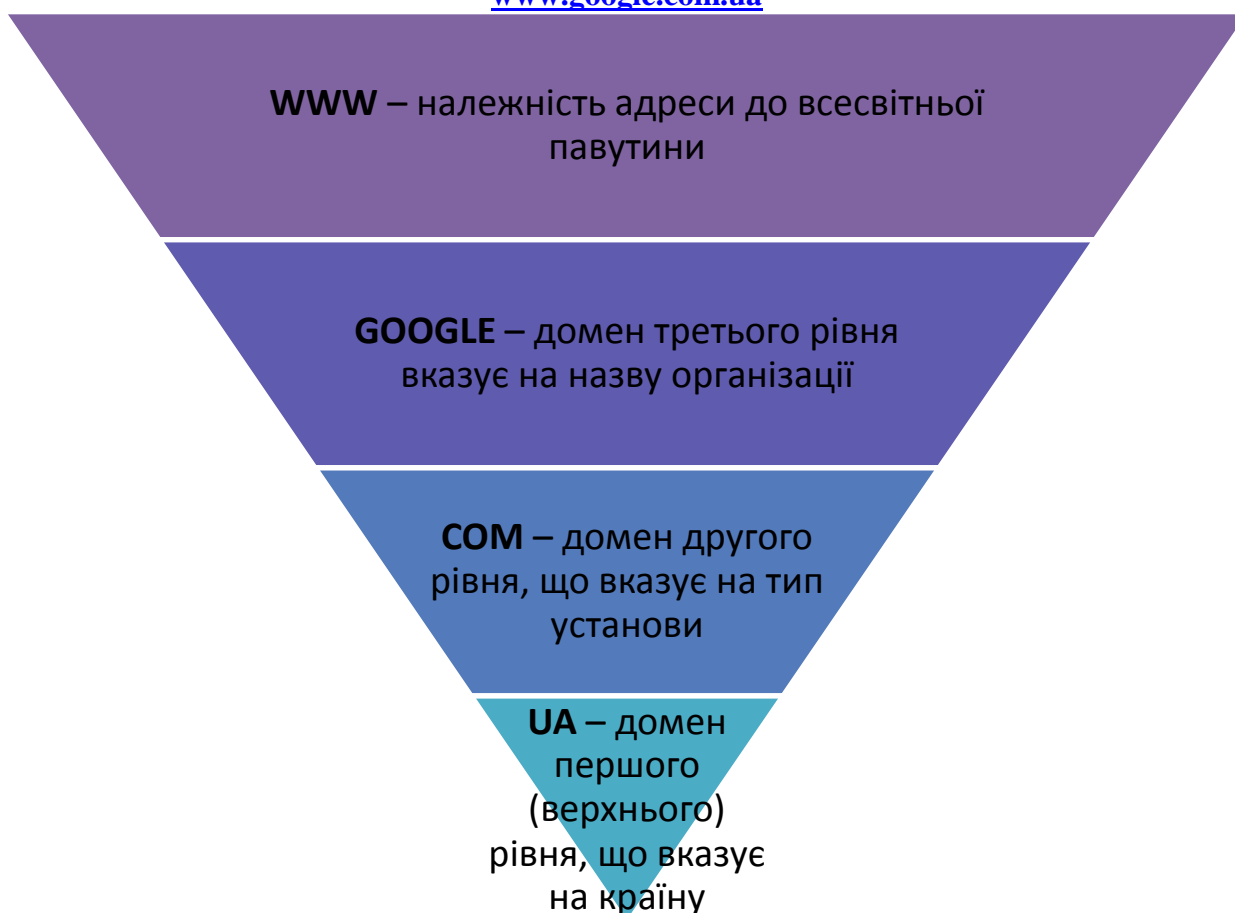 www.google.com.ua
WWW – належність адреси до всесвітньої
павутини
GOOGLE – домен третього рівня
вказує на назву організації
COM – домен другого
рівня, що вказує на тип
установи
UA – домен
першого
(верхнього)
рівня, що вказує
на країну